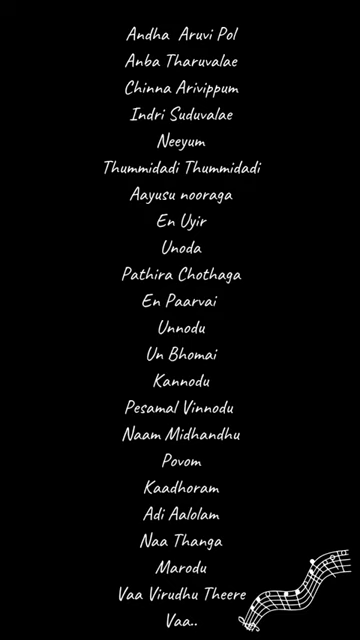 Andha Aruvi Pol
Anba Tharuvalae
Chinna Arivippum
Indri Suduvalae
Neeyum
Thummidadi Thummidadi
Aayusu nooraga
En Uyir
Unoda
Pathira Chothaga
En Paarvai
Unnodu
Un Bhomai
Kannodu
Pesamal Vinnodu
Naam Midhandhu
Povom
Kaadhoram
Adi Aalolam
Naa Thanga
Marodu
Vaa Virudhu Theere
Vaa..